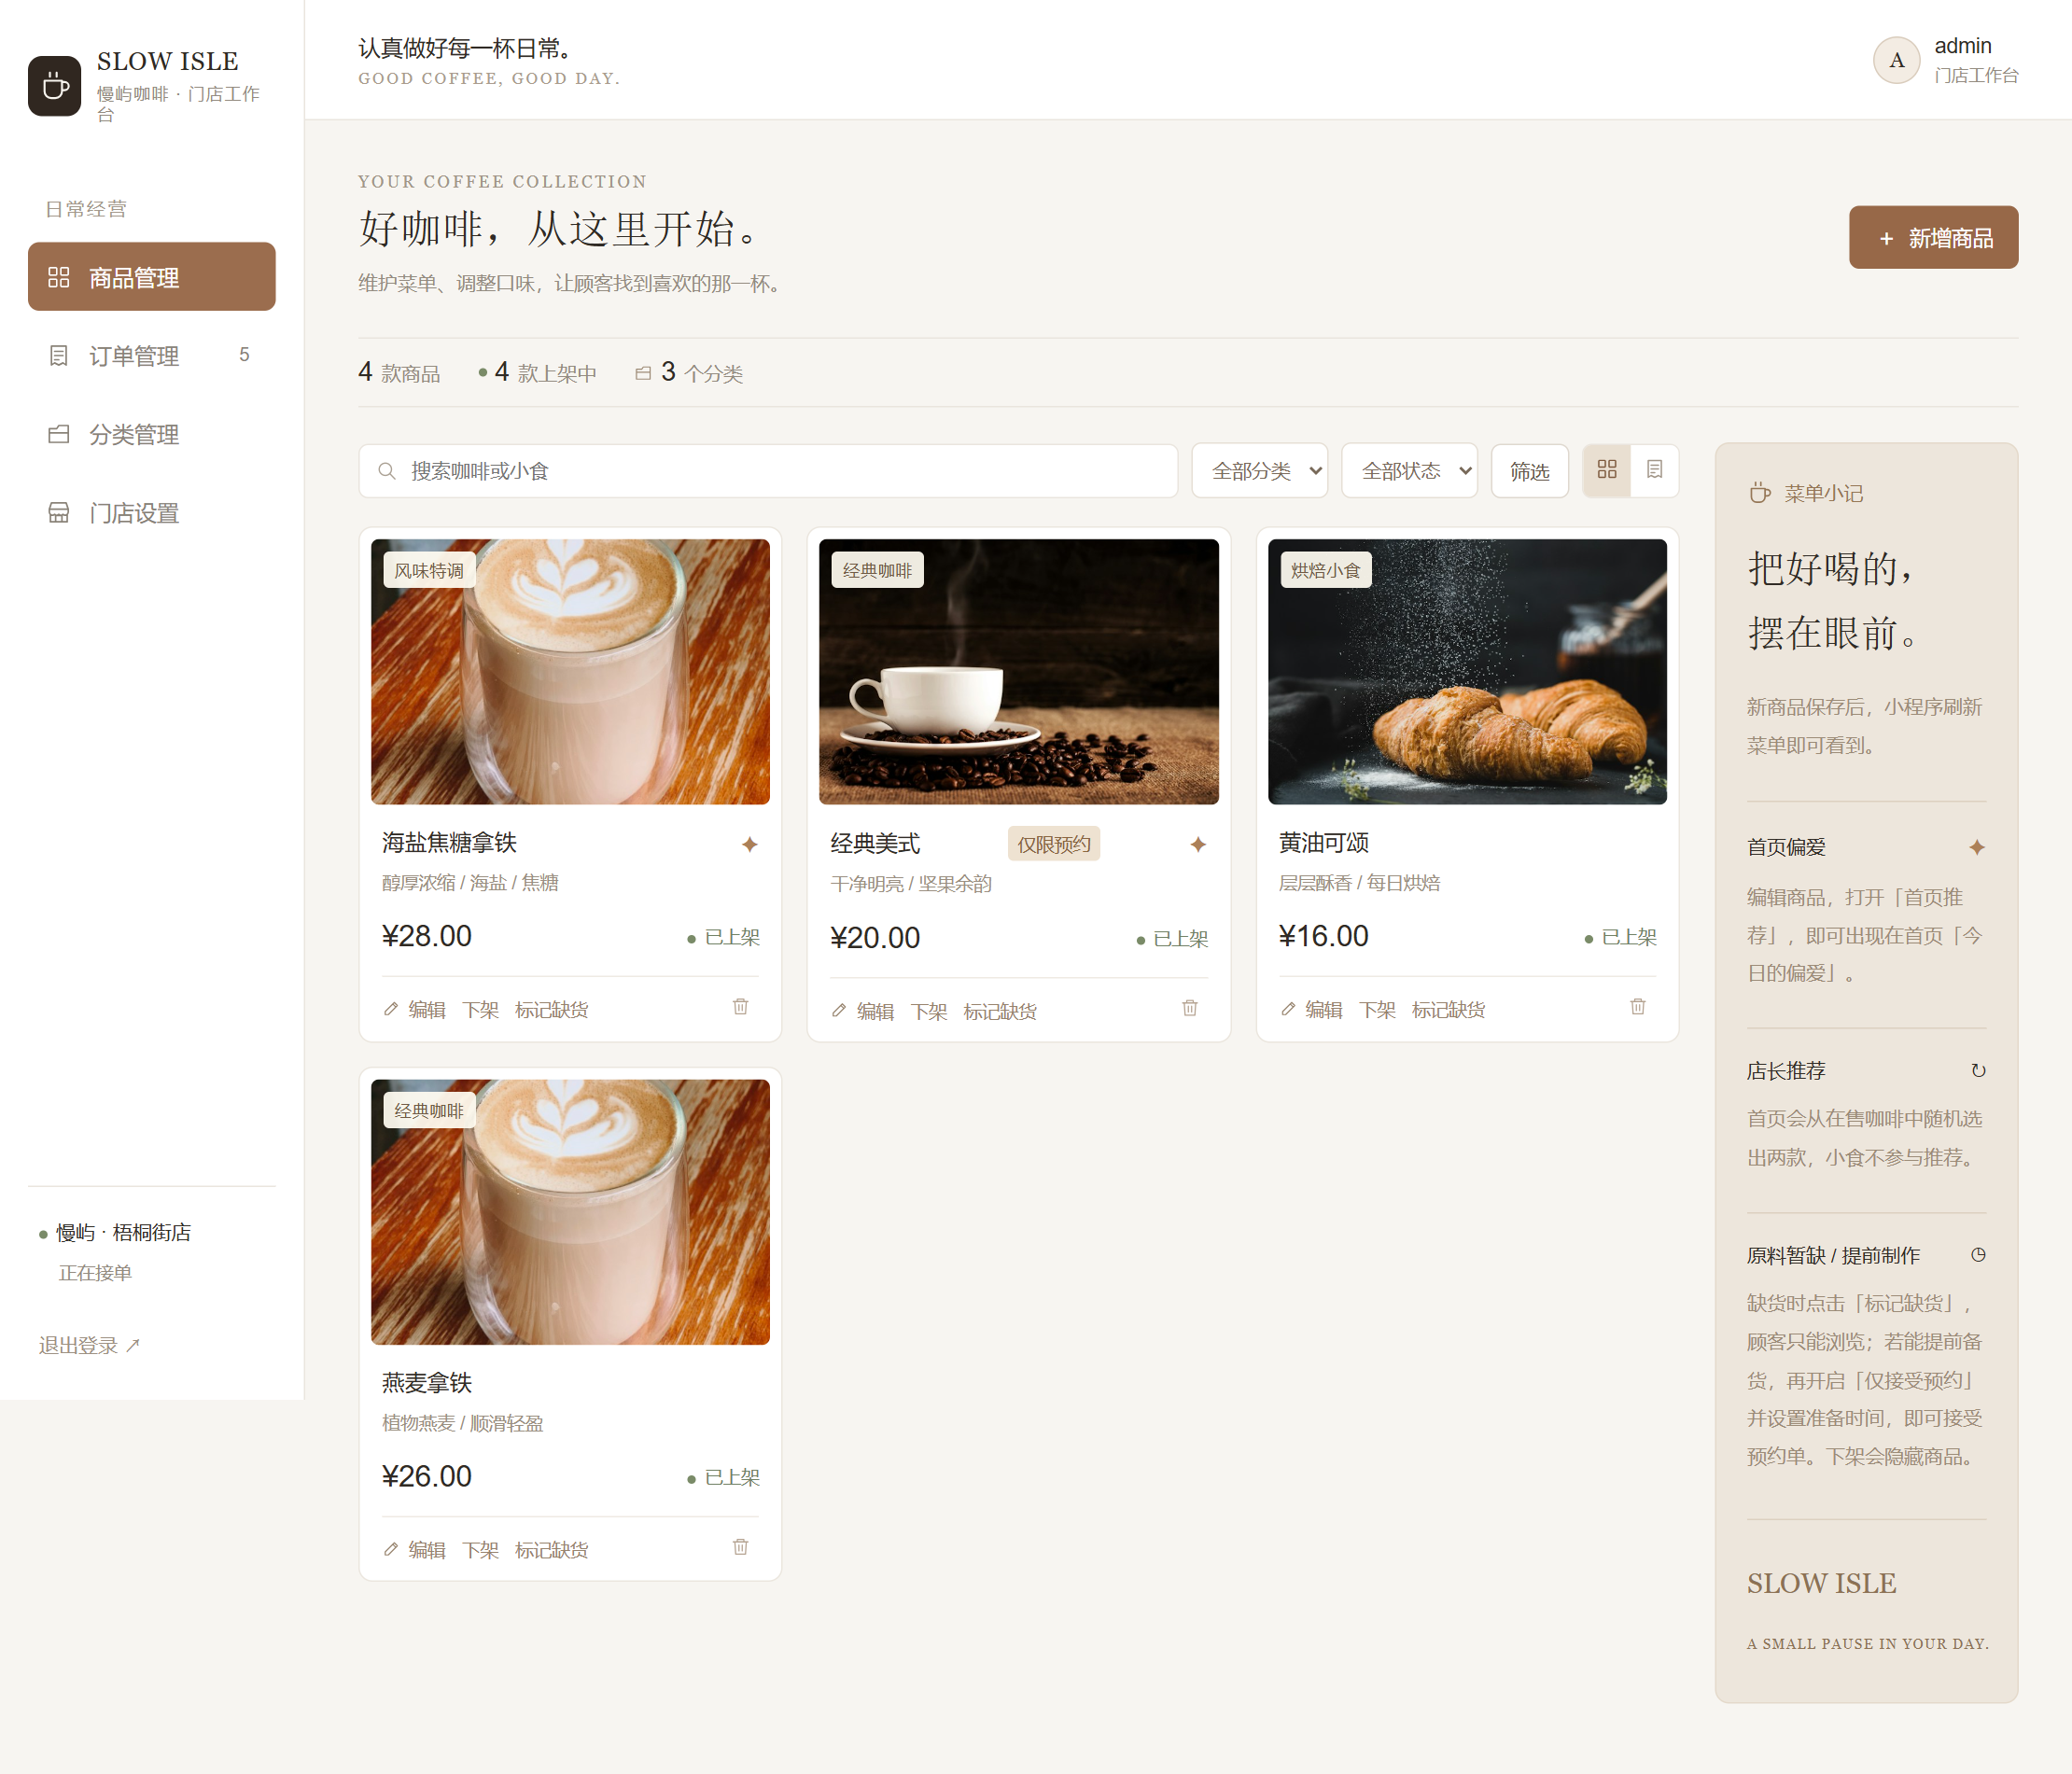 SLOW ISLE
慢屿咖啡 · 门店工作
台
日常经营
商品管理
订单管理 5
分类管理
门店设置
慢屿 · 梧桐街店
正在接单
退出登录 ↗
认真做好每一杯日常。
GOOD COFFEE, GOOD DAY.
A
admin
门店工作台
YOUR COFFEE COLLECTION
好咖啡，从这里开始。
维护菜单、调整口味，让顾客找到喜欢的那一杯。
+ 新增商品
4 款商品 4 款上架中 3 个分类
搜索咖啡或小食 全部分类 全部状态 筛选
风味特调
海盐焦糖拿铁
醇厚浓缩 / 海盐 / 焦糖
¥28.00 已上架
编辑 下架 标记缺货
经典咖啡
经典美式 仅限预约
干净明亮 / 坚果余韵
¥20.00 已上架
编辑 下架 标记缺货
烘焙小食
黄油可颂
层层酥香 / 每日烘焙
¥16.00 已上架
编辑 下架 标记缺货
经典咖啡
燕麦拿铁
植物燕麦 / 顺滑轻盈
¥26.00 已上架
编辑 下架 标记缺货
菜单小记
把好喝的，
摆在眼前。
新商品保存后，小程序刷新
菜单即可看到。
首页偏爱
编辑商品，打开「首页推
荐」，即可出现在首页「今
日的偏爱」。
店长推荐
首页会从在售咖啡中随机选
出两款，小食不参与推荐。
原料暂缺 / 提前制作
缺货时点击「标记缺货」，
顾客只能浏览；若能提前备
货，再开启「仅接受预约」
并设置准备时间，即可接受
预约单。下架会隐藏商品。
SLOW ISLE
A SMALL PAUSE IN YOUR DAY.